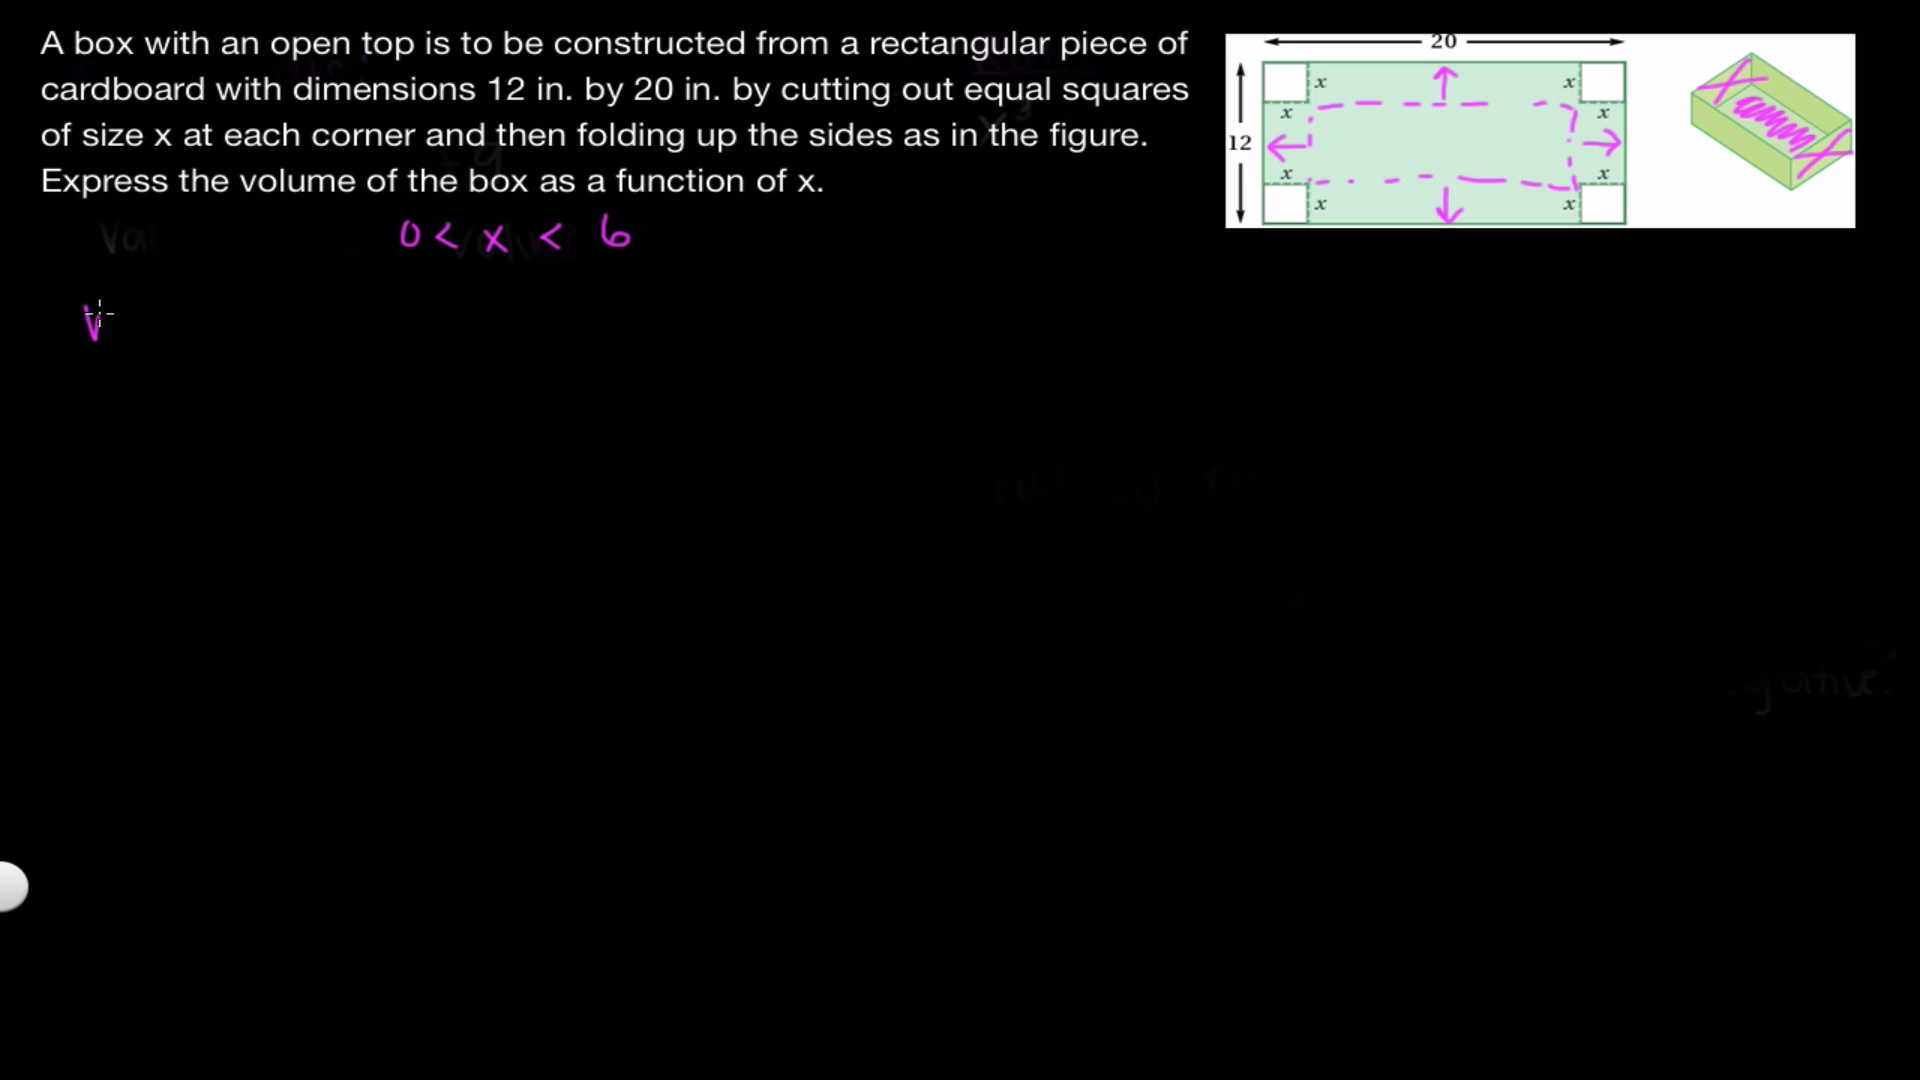 A box with an open top is to be constructed from a rectangular piece of
cardboard with dimensions 12 in. by 20 in. by cutting out equal squares
of size x at each corner and then folding up the sides as in the figure.
Express the volume of the box as a function of x.
20
x x
x x
12
x x
x x
0 < x < 6
V